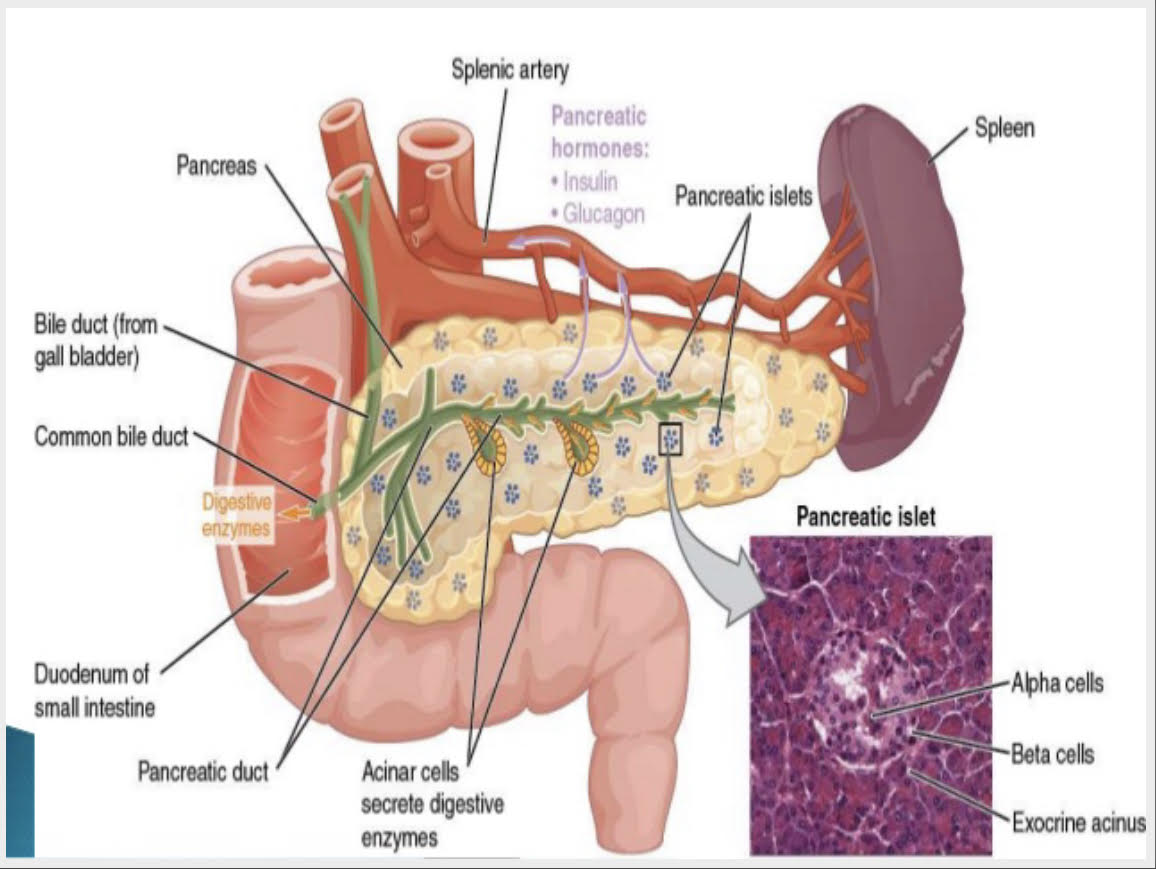 Splenic artery
Pancreatic
hormones:
• Insulin
• Glucagon
Spleen
Pancreas
Pancreatic islets
Bile duct (from
gall bladder)
Common bile duct
Digestive
enzymes
Pancreatic islet
Duodenum of
small intestine
Alpha cells
Beta cells
Pancreatic duct
Acinar cells
secrete digestive
enzymes
Exocrine acinus